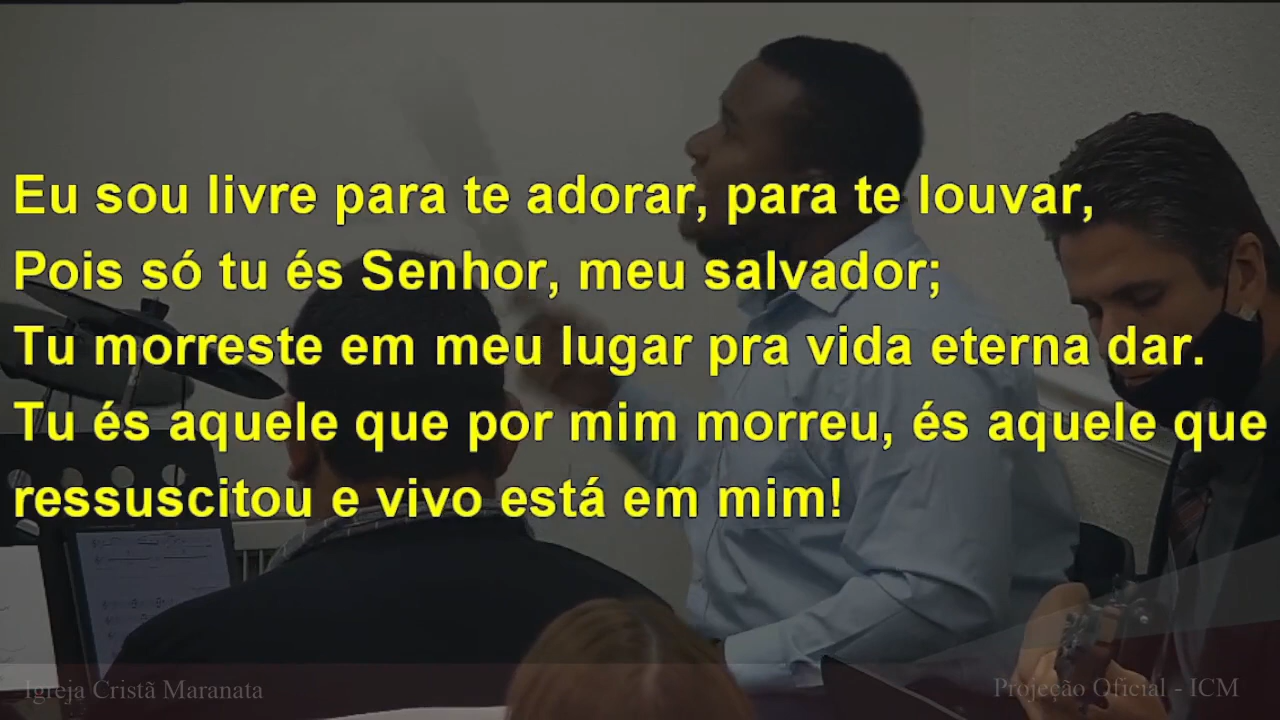 Eu sou livre para te adorar, para te louvar,
Pois só tu és Senhor, meu salvador;
Tu morreste em meu lugar pra vida eterna dar.
Tu és aquele que por mim morreu, és aquele que
ressuscitou e vivo está em mim!
Igreja Cristã Maranata
Projeção Oficial - ICM